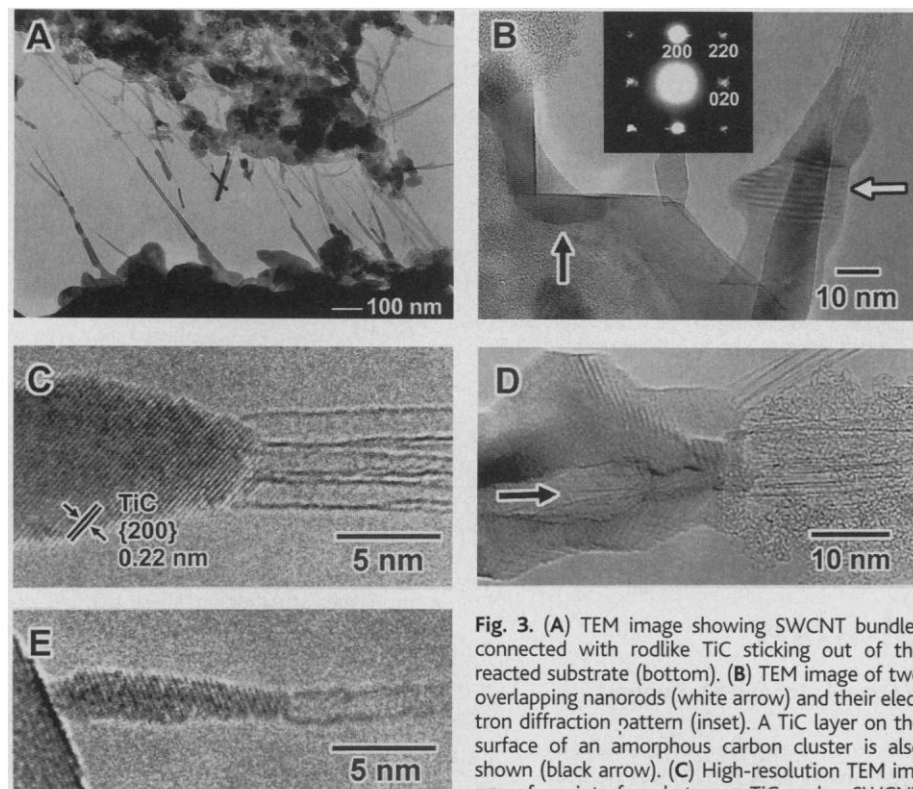 A
100 nm
B
200 220
020
10 nm
C
TiC
{200}
0.22 nm
5 nm
D
10 nm
E
5 nm
Fig. 3. (A) TEM image showing SWCNT bundle
connected with rodlike TiC sticking out of th
reacted substrate (bottom). (B) TEM image of tw
overlapping nanorods (white arrow) and their elec
tron diffraction pattern (inset). A TiC layer on th
surface of an amorphous carbon cluster is also
shown (black arrow). (C) High-resolution TEM im